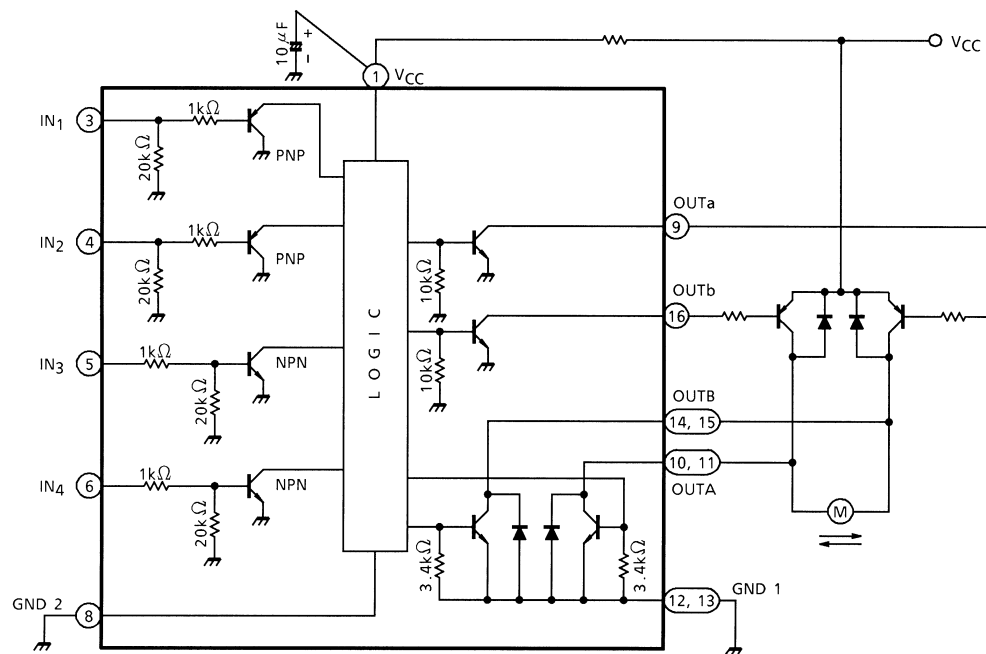 10μF
+
−
VCC
1
VCC
IN1
3
1kΩ
20kΩ
PNP
IN2
4
1kΩ
20kΩ
PNP
IN3
5
1kΩ
20kΩ
NPN
IN4
6
1kΩ
20kΩ
NPN
LOGIC
10kΩ
10kΩ
3.4kΩ
3.4kΩ
OUTa
9
OUTb
16
OUTB
14, 15
10, 11
OUTA
M
GND 2
8
12, 13
GND 1